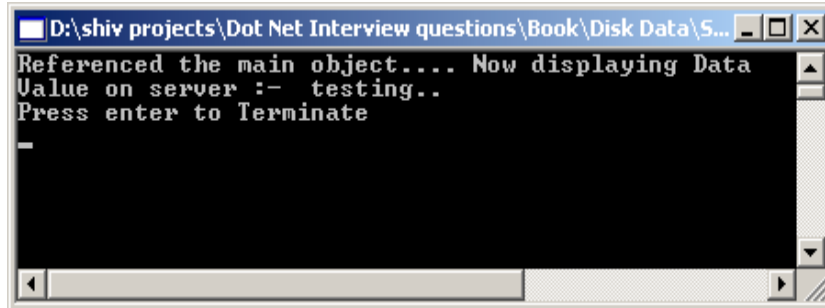 D:\shiv projects\Dot Net Interview questions\Book\Disk Data\S...
Referenced the main object.... Now displaying Data
Value on server :-  testing..
Press enter to Terminate